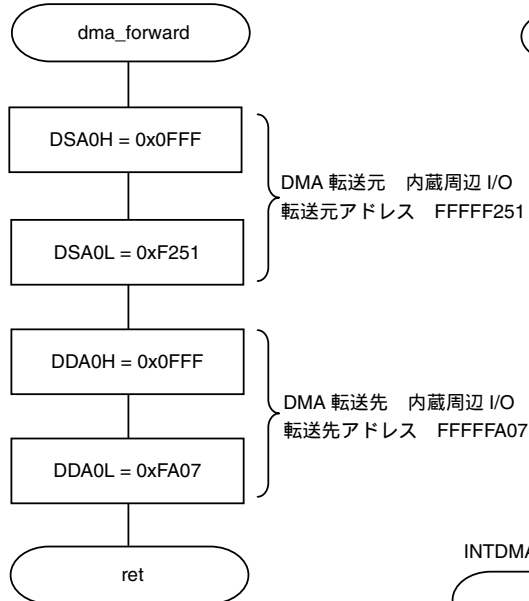 dma_forward
DSA0H = 0x0FFF
DMA 転送元　内蔵周辺 I/O
転送元アドレス　FFFFF251
DSA0L = 0xF251
DDA0H = 0x0FFF
DMA 転送先　内蔵周辺 I/O
転送先アドレス　FFFFFA07
DDA0L = 0xFA07
ret
INTDMA